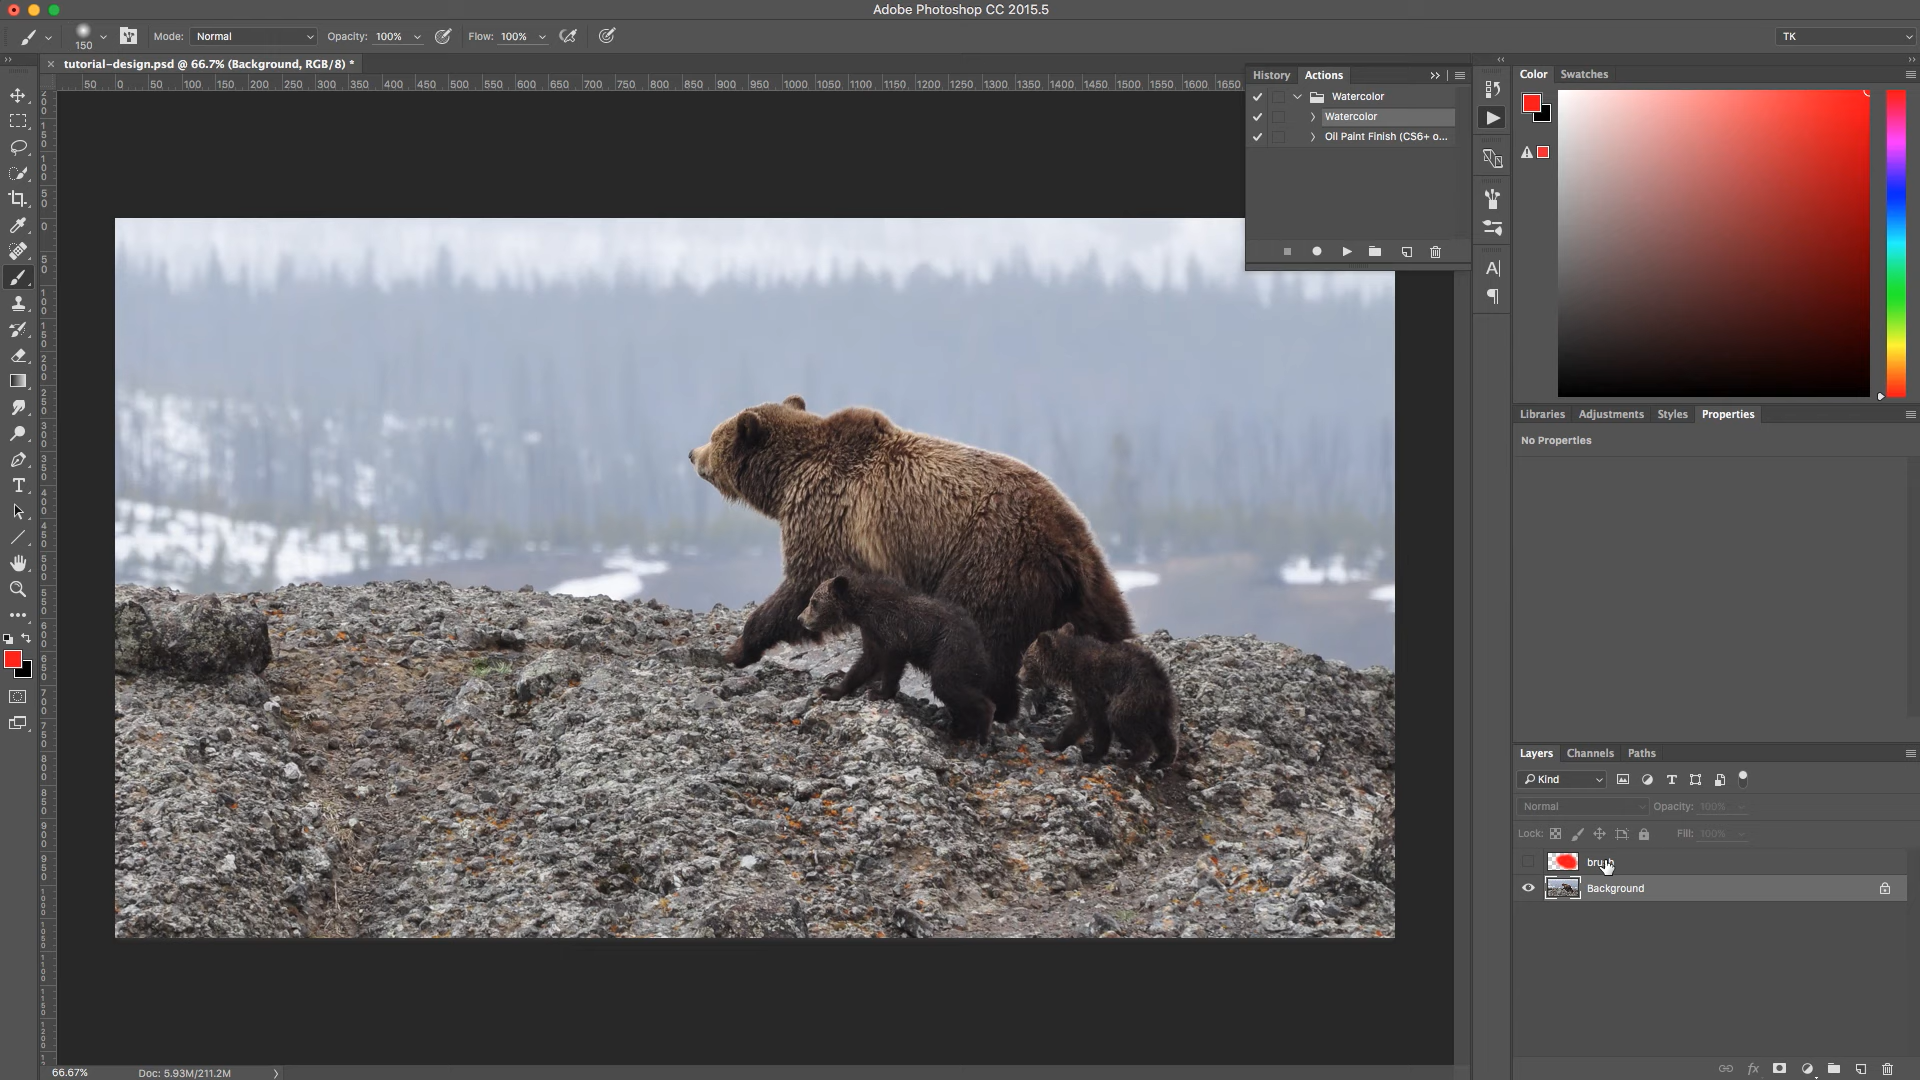 Adobe Photoshop CC 2015.5
150
Mode: Normal
Opacity: 100%
Flow: 100%
TK
tutorial-design.psd @ 66.7% (Background, RGB/8) *
50 0 50 100 150 200 250 300 350 400 450 500 550 600 650 700 750 800 850 900 950 1000 1050 1100 1150 1200 1250 1300 1350 1400 1450 1500 1550 1600 1650
History Actions
Watercolor
Watercolor
Oil Paint Finish (CS6+ o...
Color Swatches
Libraries Adjustments Styles Properties
No Properties
Layers Channels Paths
Kind
Normal Opacity: 100%
Lock: Fill: 100%
brush
Background
66.67% Doc: 5.93M/211.2M